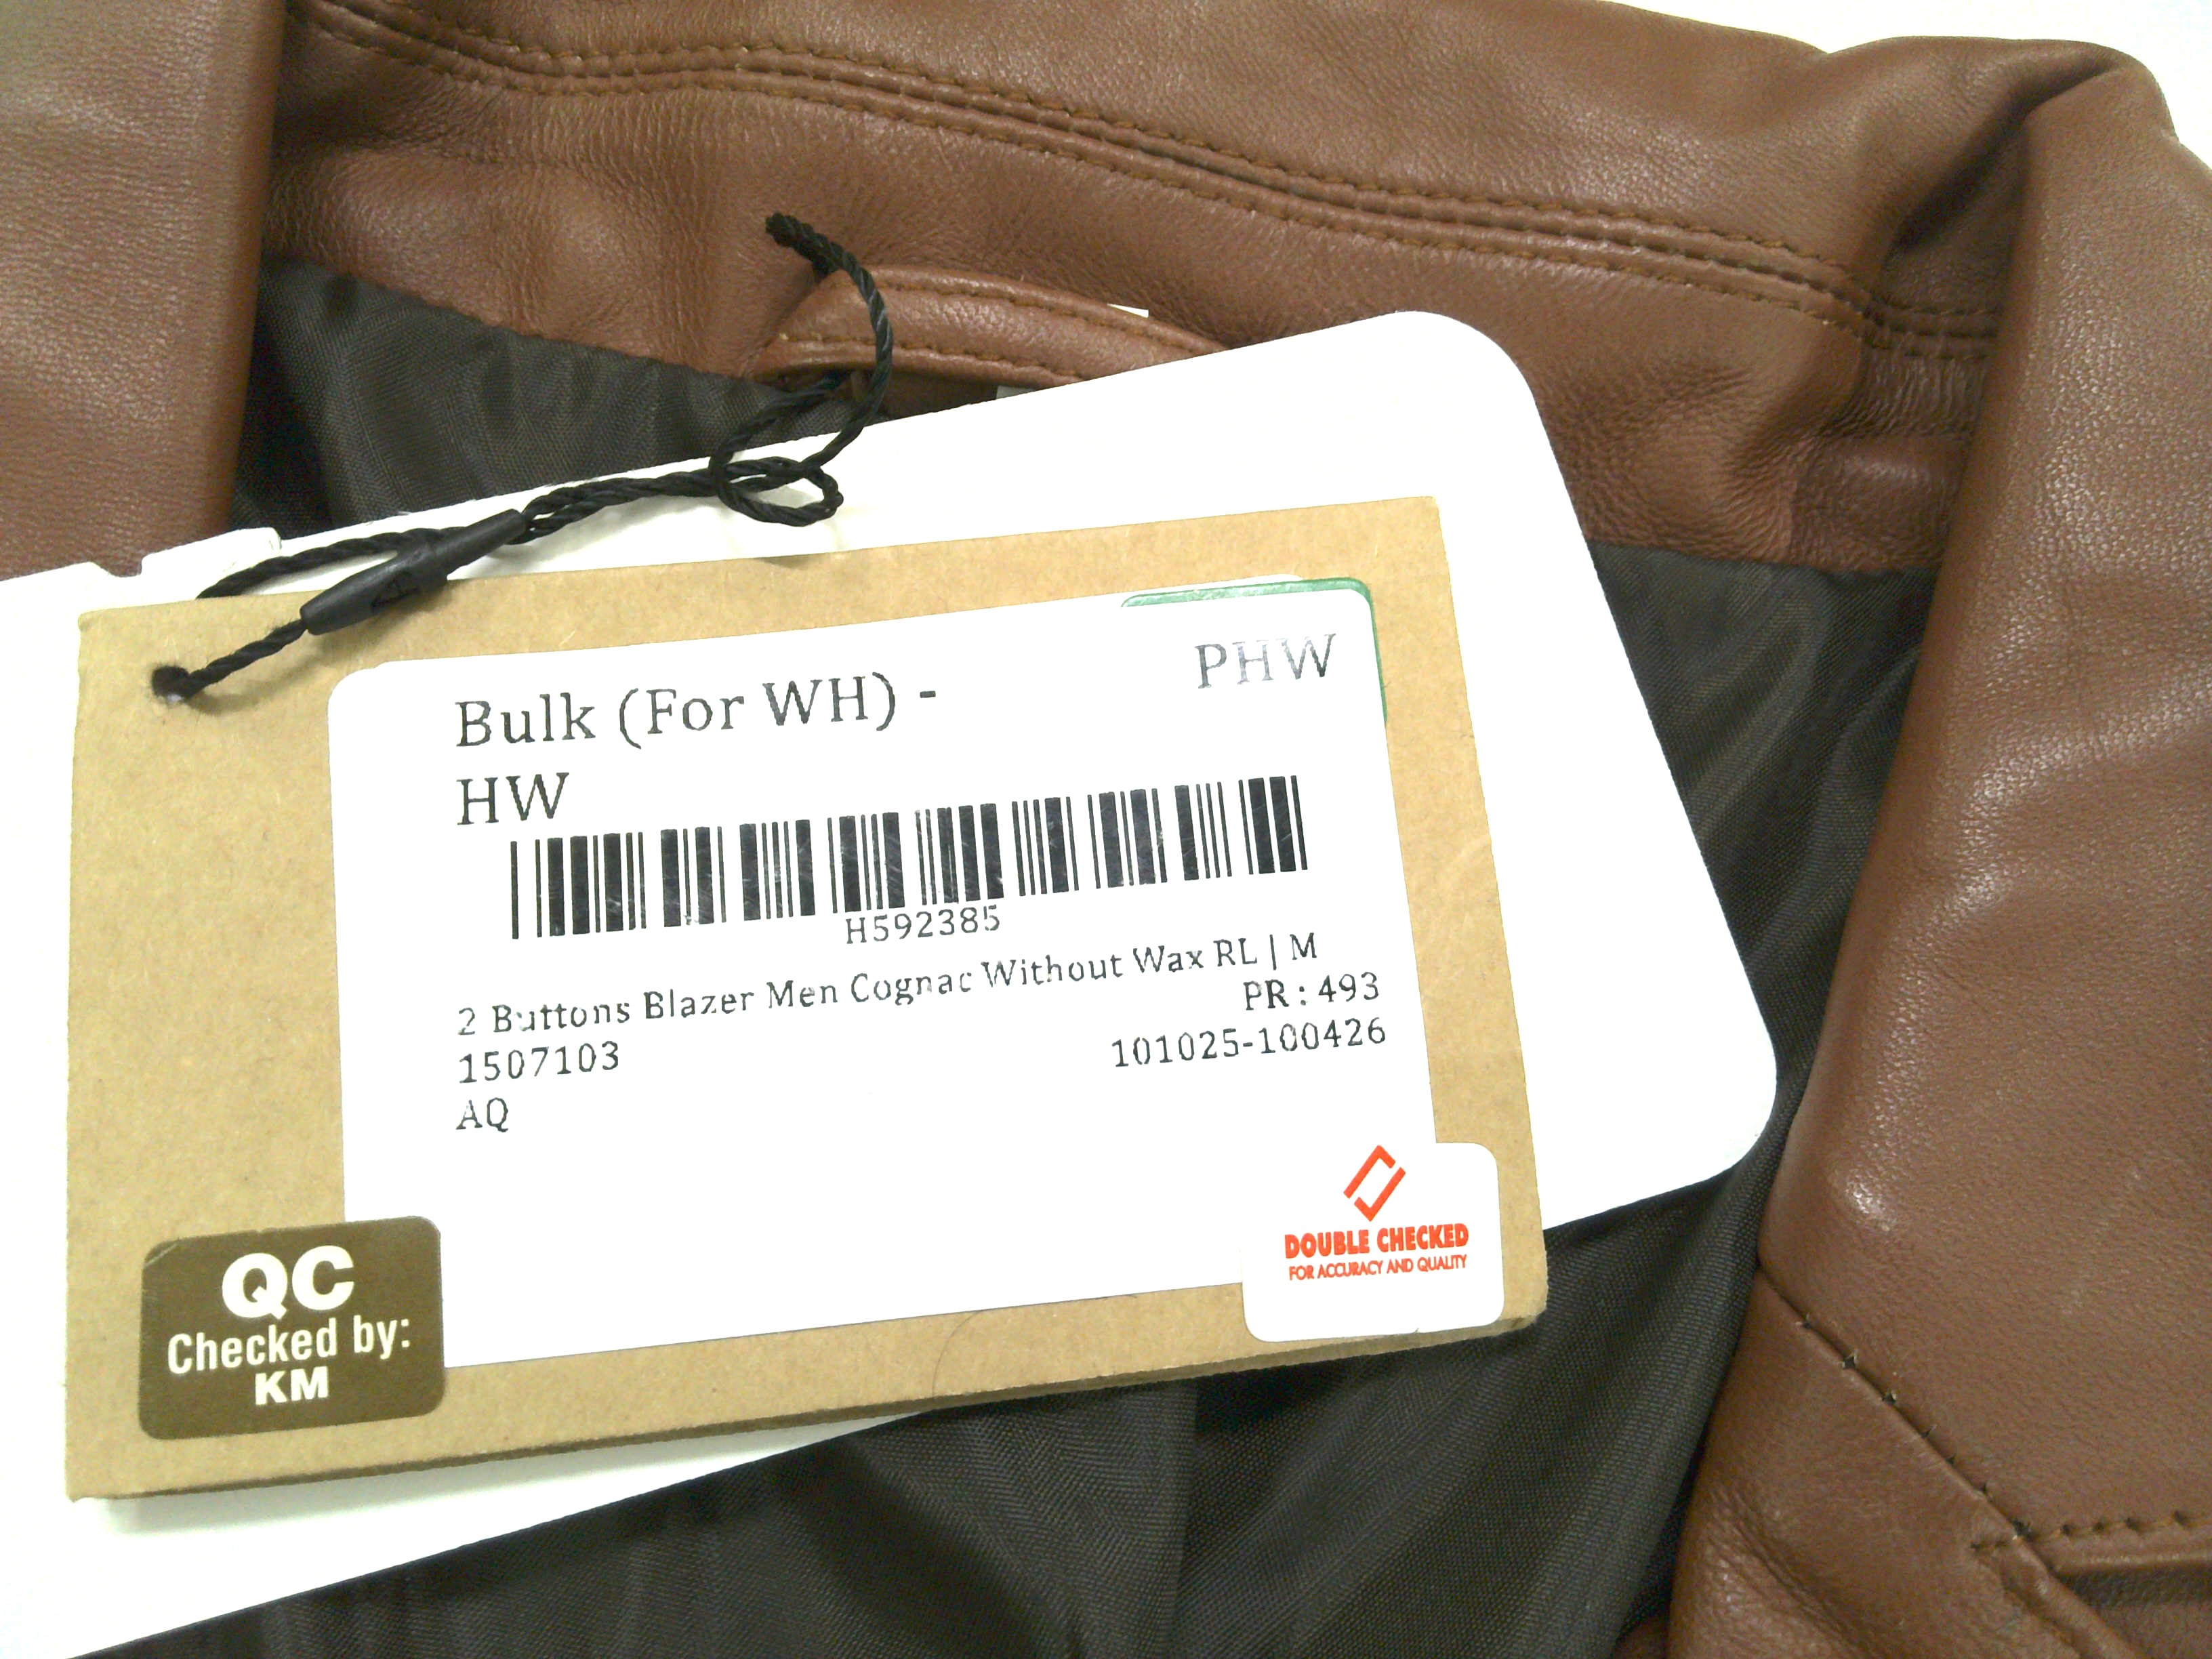 Bulk (For WH) -
PHW
HW
H592385
2 Buttons Blazer Men Cognac Without Wax RL | M
PR : 493
1507103
101025-100426
AQ
DOUBLE CHECKED
FOR ACCURACY AND QUALITY
QC
Checked by:
KM